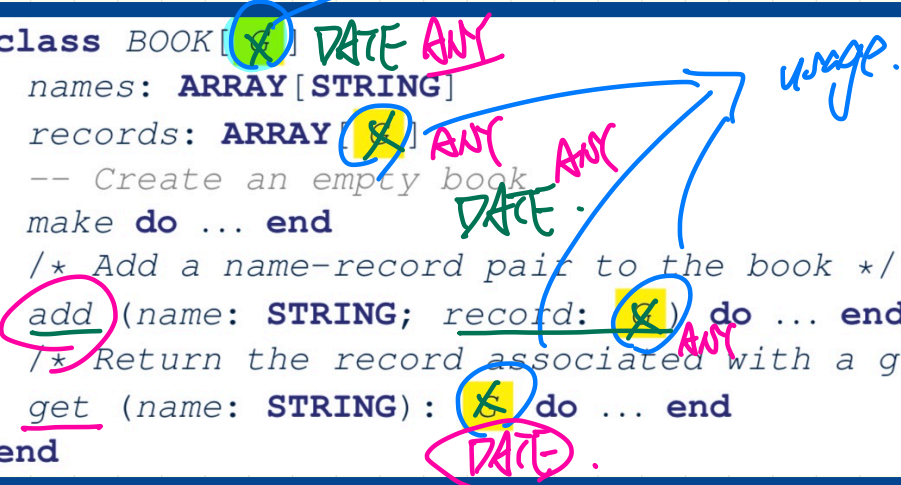 class BOOK[G] DATE ANY
names: ARRAY[STRING]
usage.
records: ARRAY[G] ANY
-- Create an empty book
ANY
DATE.
make do ... end
/* Add a name-record pair to the book */
add (name: STRING; record: G) do ... end
ANY
/* Return the record associated with a g
get (name: STRING): G do ... end
DATE.
end